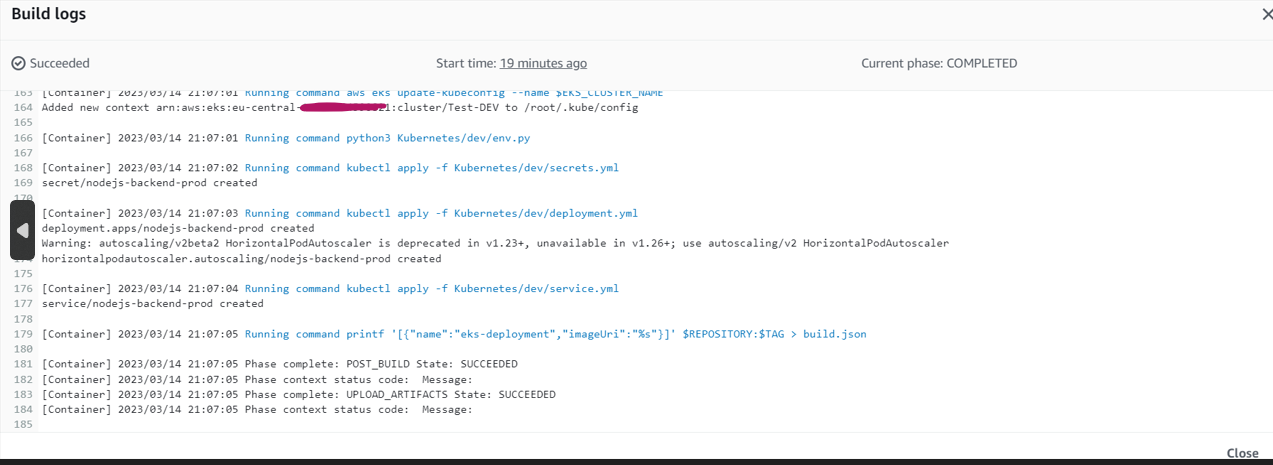 Build logs
Succeeded
Start time: 19 minutes ago
Current phase: COMPLETED
163 [Container] 2023/03/14 21:07:01 Running command aws eks update-kubeconfig --name $EKS_CLUSTER_NAME
164 Added new context arn:aws:eks:eu-central- 1:cluster/Test-DEV to /root/.kube/config
165
166 [Container] 2023/03/14 21:07:01 Running command python3 Kubernetes/dev/env.py
167
168 [Container] 2023/03/14 21:07:02 Running command kubectl apply -f Kubernetes/dev/secrets.yml
169 secret/nodejs-backend-prod created
170
[Container] 2023/03/14 21:07:03 Running command kubectl apply -f Kubernetes/dev/deployment.yml
deployment.apps/nodejs-backend-prod created
Warning: autoscaling/v2beta2 HorizontalPodAutoscaler is deprecated in v1.23+, unavailable in v1.26+; use autoscaling/v2 HorizontalPodAutoscaler
horizontalpodautoscaler.autoscaling/nodejs-backend-prod created
175
176 [Container] 2023/03/14 21:07:04 Running command kubectl apply -f Kubernetes/dev/service.yml
177 service/nodejs-backend-prod created
178
179 [Container] 2023/03/14 21:07:05 Running command printf '[{"name":"eks-deployment","imageUri":"%s"}]' $REPOSITORY:$TAG > build.json
180
181 [Container] 2023/03/14 21:07:05 Phase complete: POST_BUILD State: SUCCEEDED
182 [Container] 2023/03/14 21:07:05 Phase context status code:  Message:
183 [Container] 2023/03/14 21:07:05 Phase complete: UPLOAD_ARTIFACTS State: SUCCEEDED
184 [Container] 2023/03/14 21:07:05 Phase context status code:  Message:
185
Close